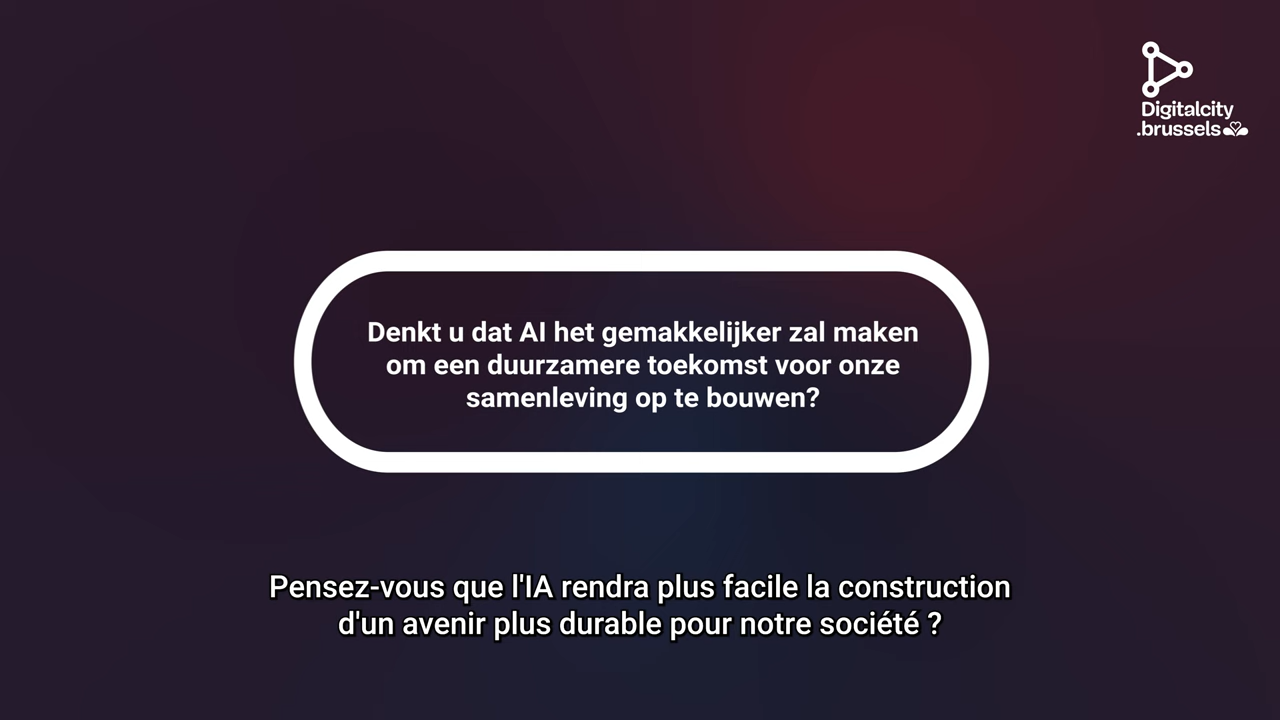 Digitalcity
.brussels
Denkt u dat AI het gemakkelijker zal maken
om een duurzamere toekomst voor onze
samenleving op te bouwen?
Pensez-vous que l'IA rendra plus facile la construction
d'un avenir plus durable pour notre société ?